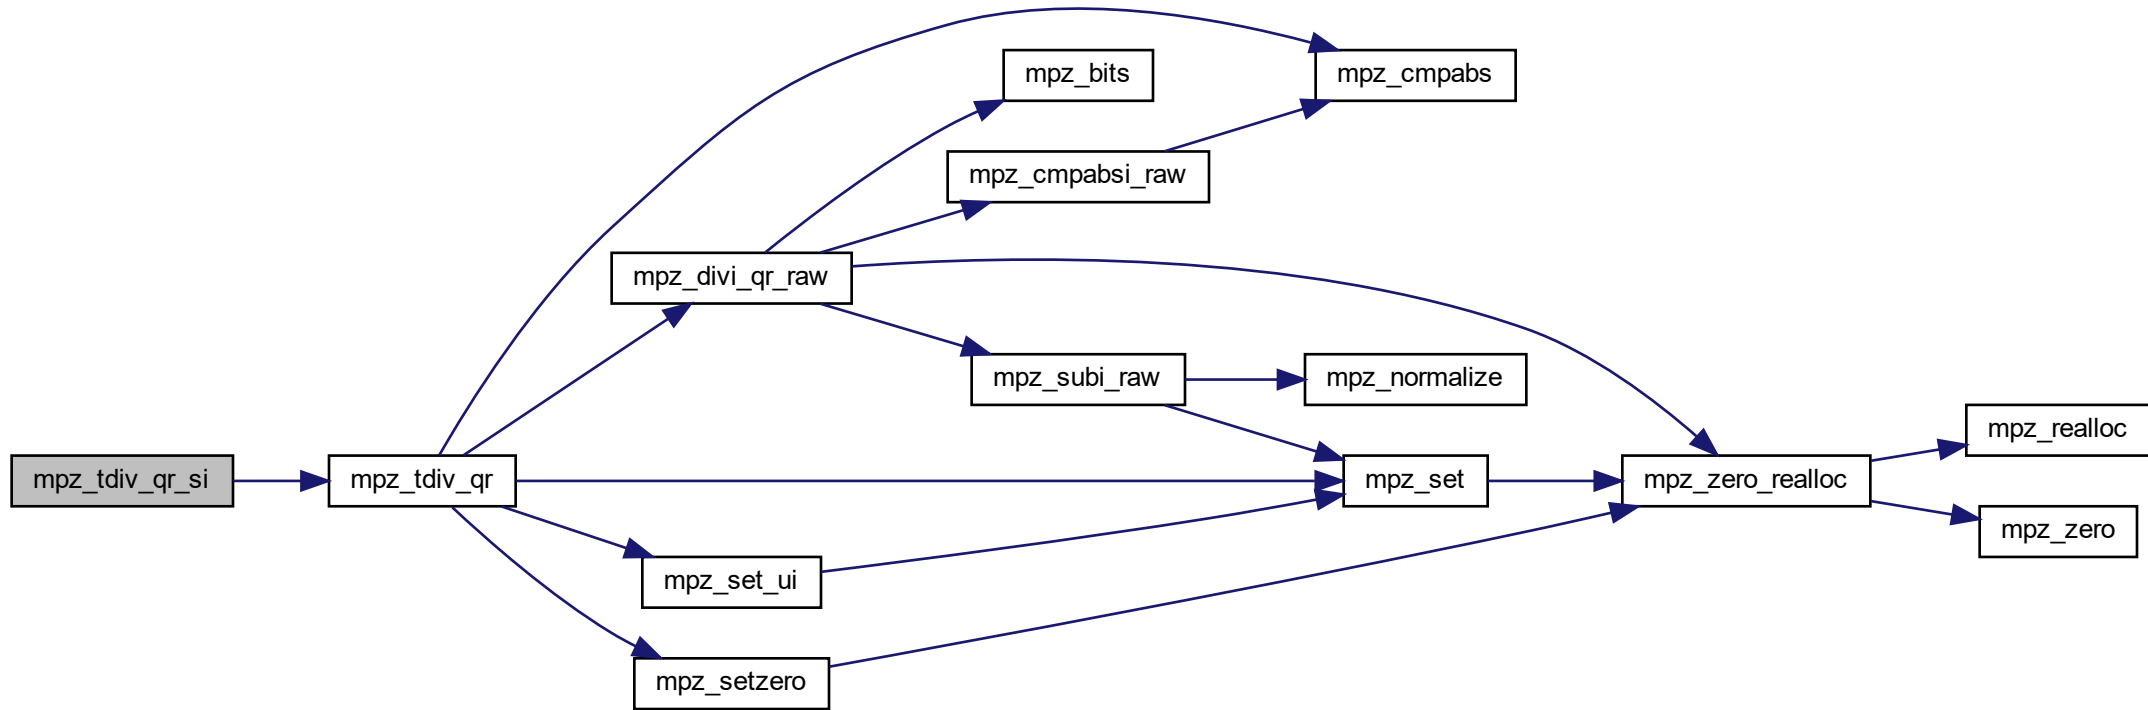 mpz_bits
mpz_cmpabs
mpz_cmpabsi_raw
mpz_divi_qr_raw
mpz_subi_raw
mpz_normalize
mpz_realloc
mpz_tdiv_qr_si
mpz_tdiv_qr
mpz_set
mpz_zero_realloc
mpz_zero
mpz_set_ui
mpz_setzero